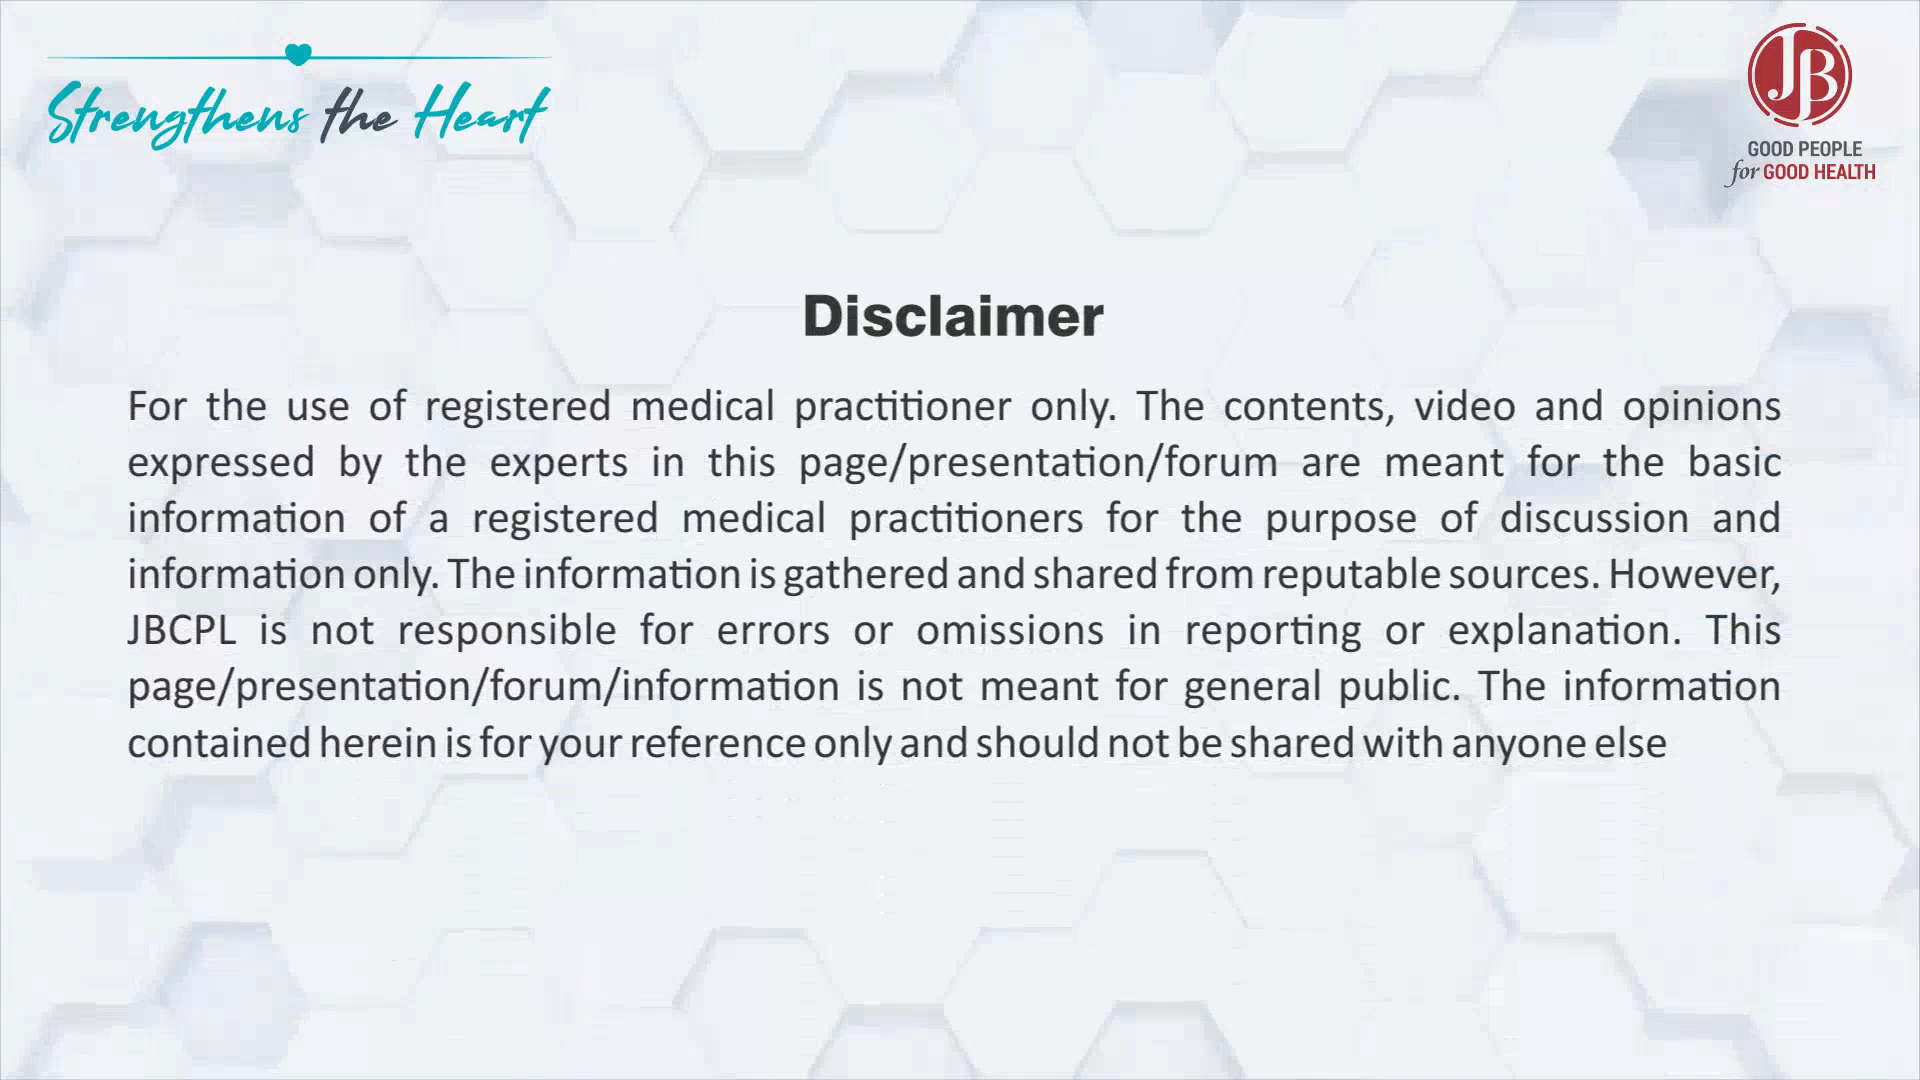 Strengthens the Heart
JB
GOOD PEOPLE
for GOOD HEALTH
Disclaimer
For the use of registered medical practitioner only. The contents, video and opinions
expressed by the experts in this page/presentation/forum are meant for the basic
information of a registered medical practitioners for the purpose of discussion and
information only. The information is gathered and shared from reputable sources. However,
JBCPL is not responsible for errors or omissions in reporting or explanation. This
page/presentation/forum/information is not meant for general public. The information
contained herein is for your reference only and should not be shared with anyone else